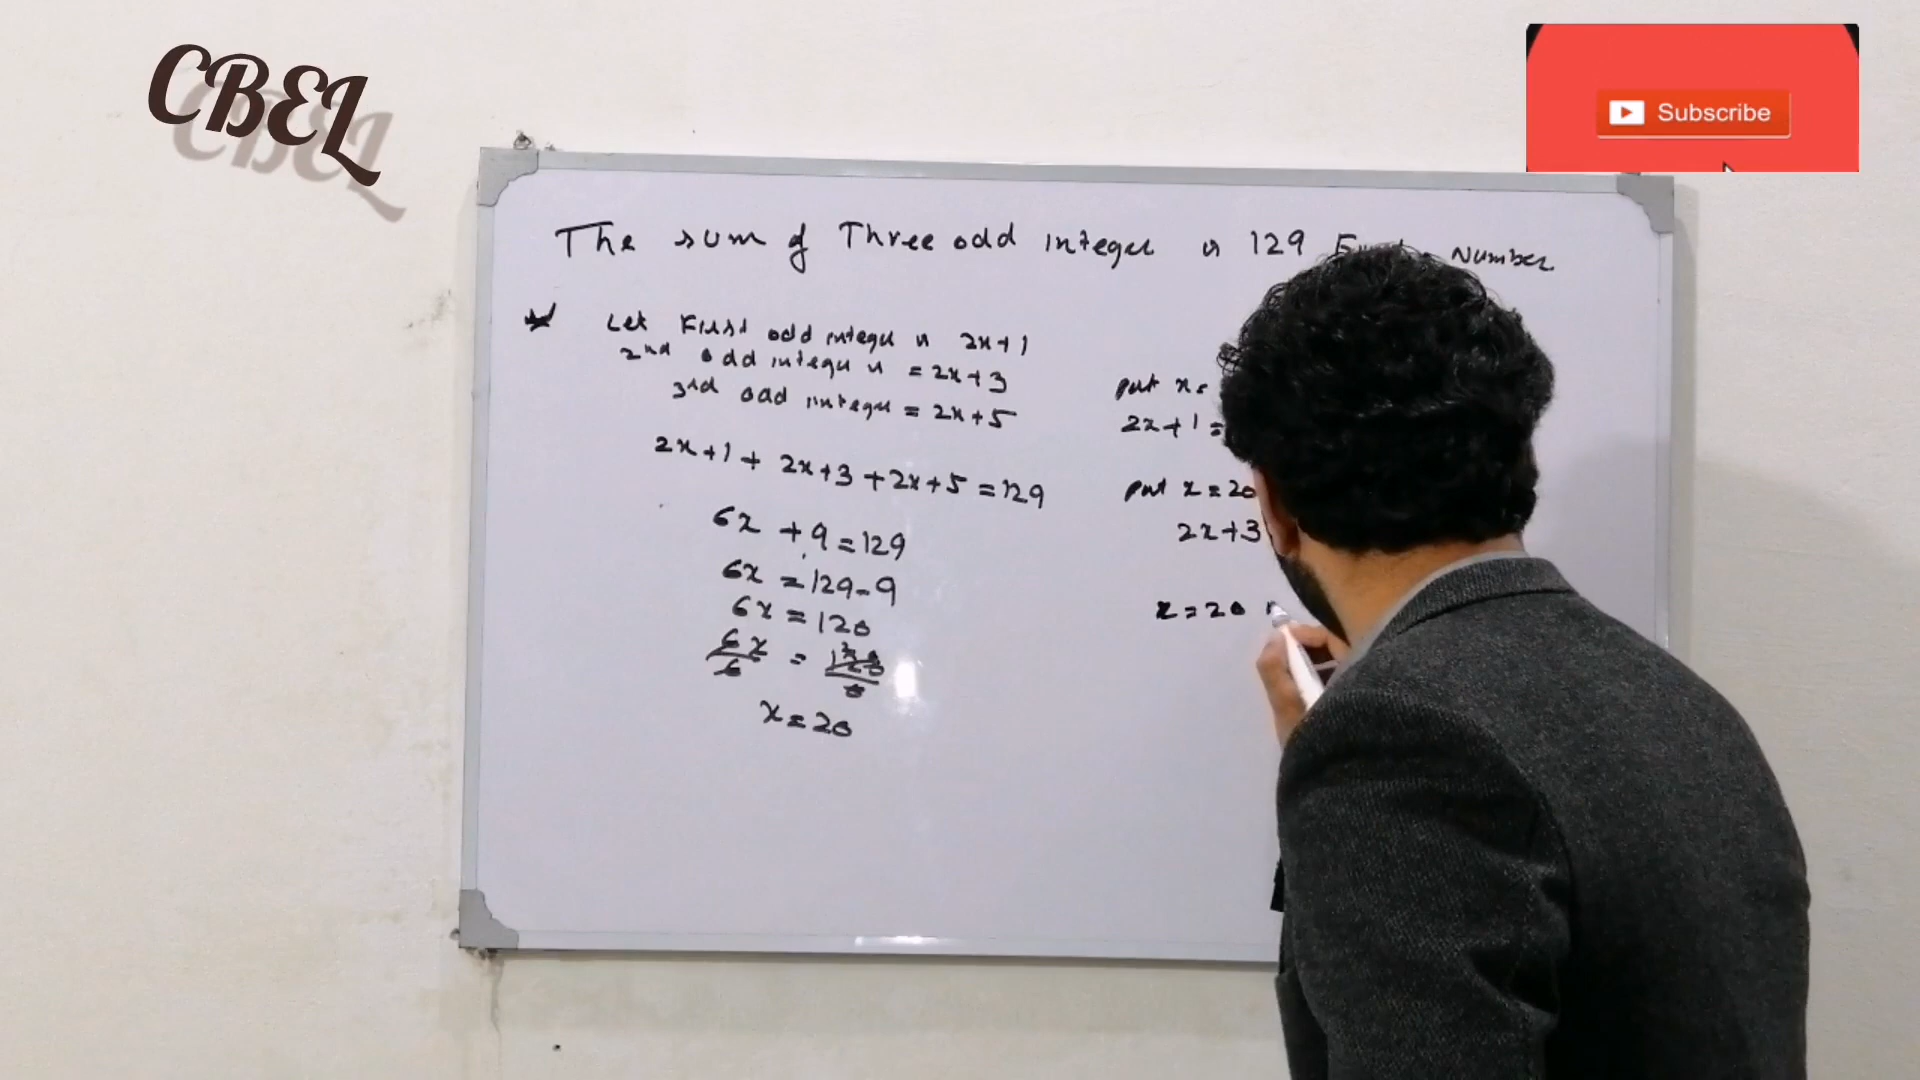 CBEL
Subscribe
The sum of Three odd integer is 129 Number
Let First odd integer is 2x+1
2nd odd integer is = 2x+3
3rd odd integer = 2x+5
2x+1+ 2x+3+2x+5=129
6x +9=129
6x =129-9
6x = 120
6x/6 = 120/6
x=20
put x=
2x+1=
put x=20
2x+3
x=20